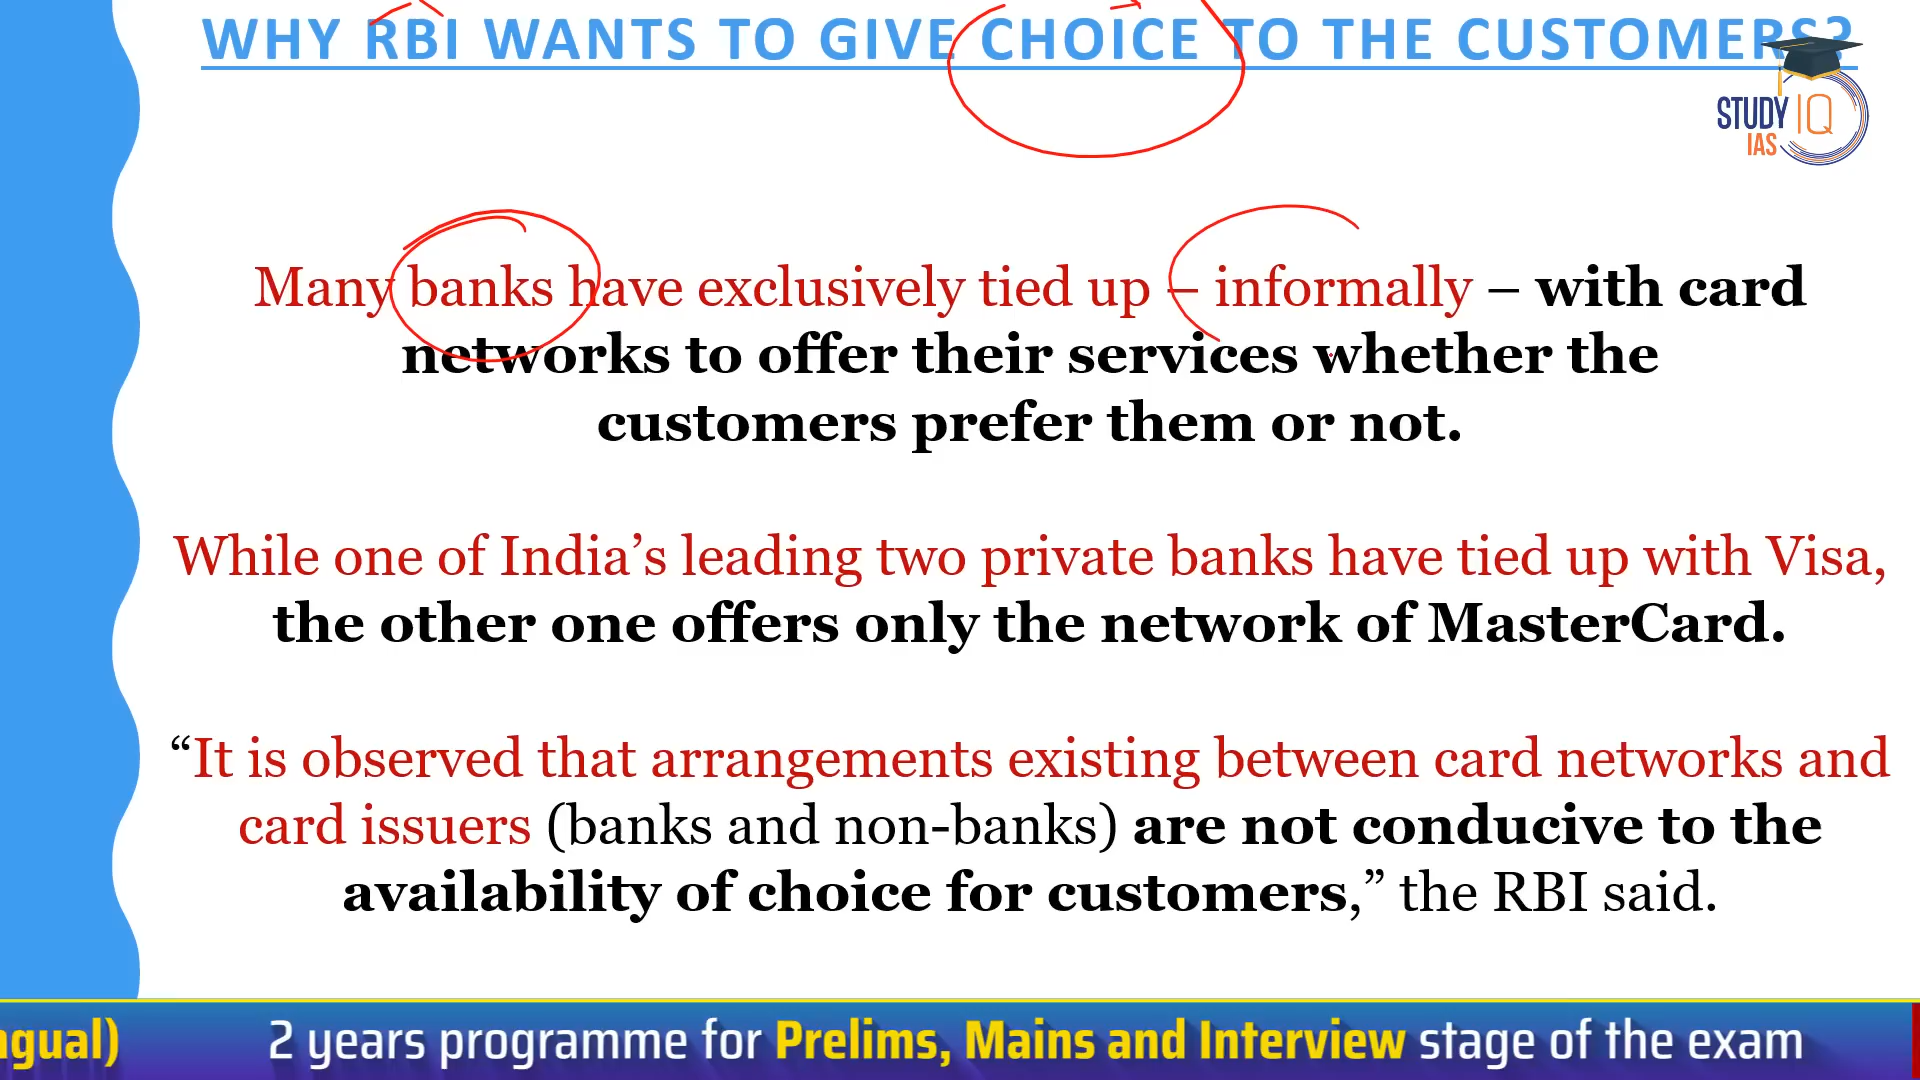 WHY RBI WANTS TO GIVE CHOICE TO THE CUSTOMERS?
STUDY IQ
IAS
Many banks have exclusively tied up – informally – with card
networks to offer their services whether the
customers prefer them or not.
While one of India’s leading two private banks have tied up with Visa,
the other one offers only the network of MasterCard.
“It is observed that arrangements existing between card networks and
card issuers (banks and non-banks) are not conducive to the
availability of choice for customers,” the RBI said.
ngual) 2 years programme for Prelims, Mains and Interview stage of the exam